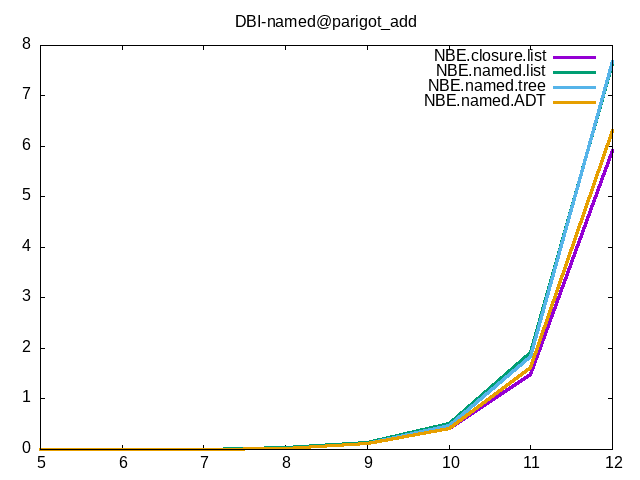 DBI-named@parigot_add
NBE.closure.list
NBE.named.list
NBE.named.tree
NBE.named.ADT
8
7
6
5
4
3
2
1
0
5 6 7 8 9 10 11 12